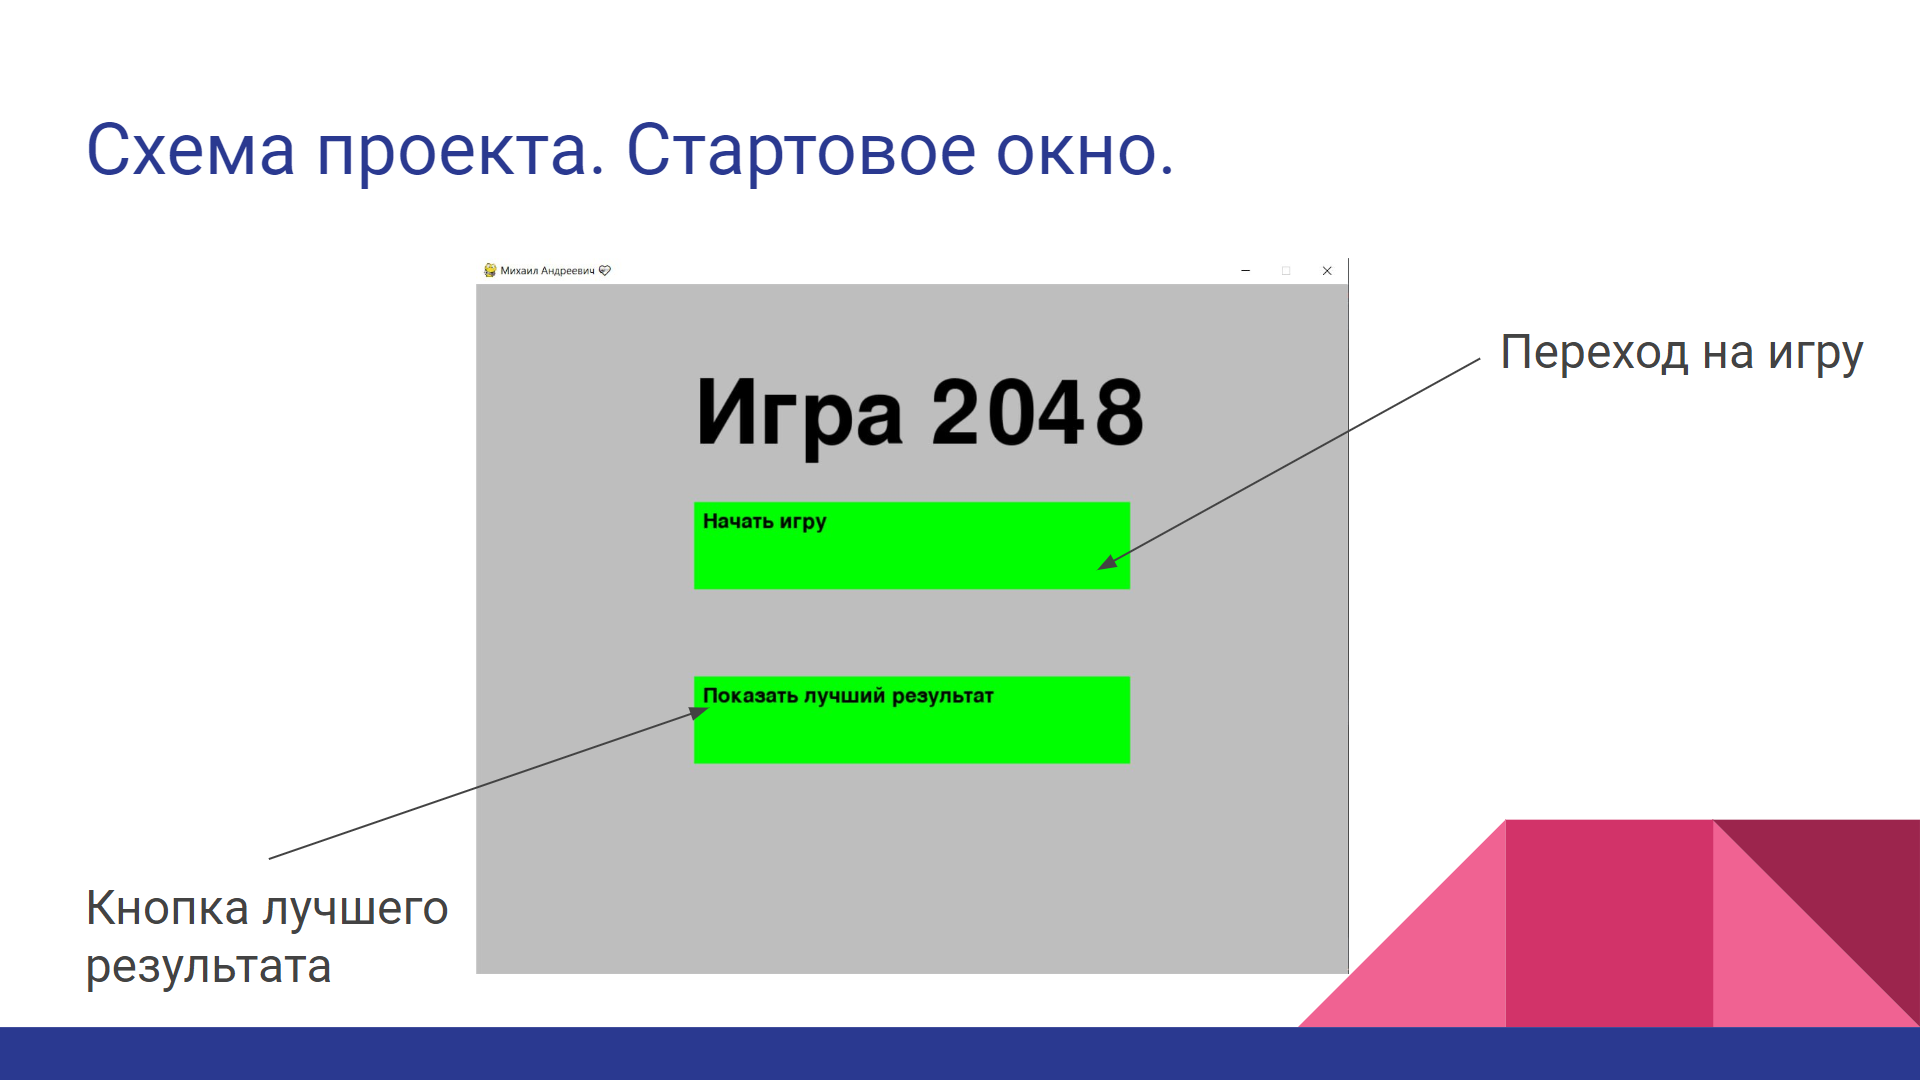 Схема проекта. Стартовое окно.
Михаил Андреевич
Игра 2048
Переход на игру
Начать игру
Показать лучший результат
Кнопка лучшего
результата